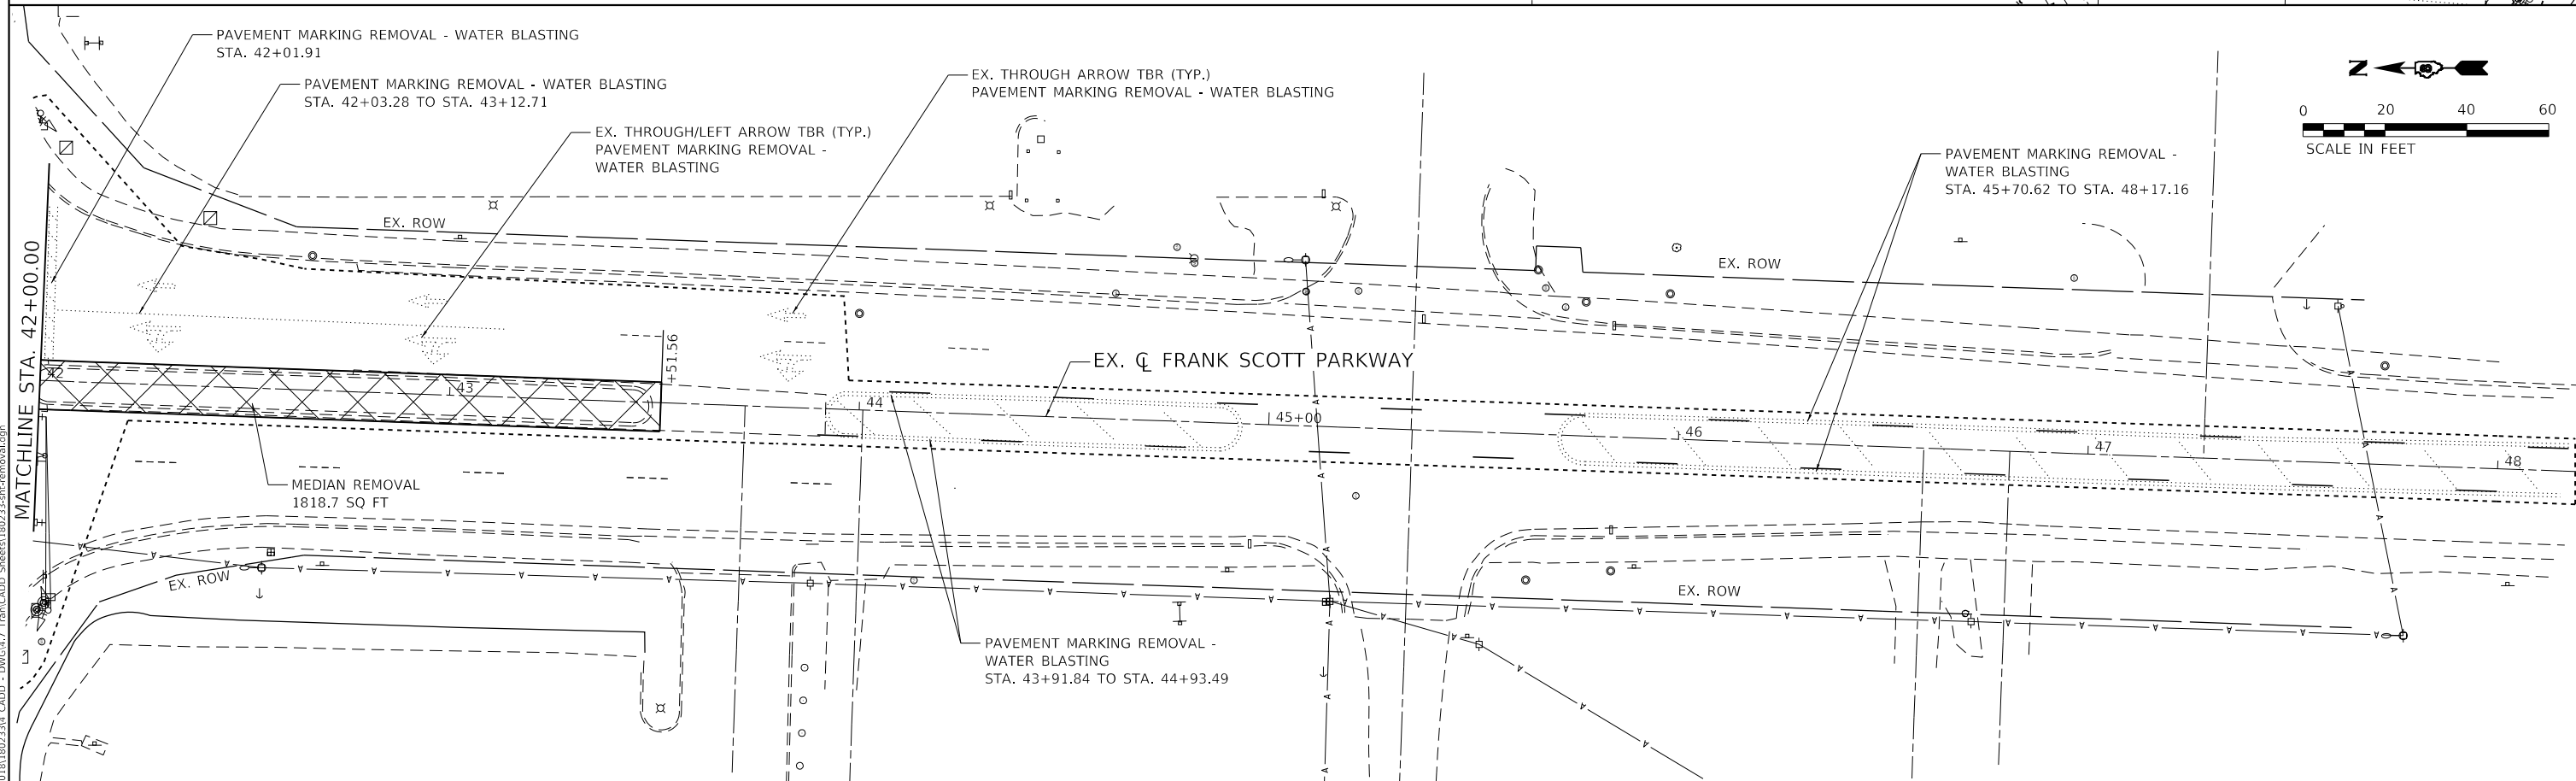 PAVEMENT MARKING REMOVAL - WATER BLASTING
STA. 42+01.91
PAVEMENT MARKING REMOVAL - WATER BLASTING
STA. 42+03.28 TO STA. 43+12.71
EX. THROUGH/LEFT ARROW TBR (TYP.)
PAVEMENT MARKING REMOVAL -
WATER BLASTING
EX. THROUGH ARROW TBR (TYP.)
PAVEMENT MARKING REMOVAL - WATER BLASTING
N
0 20 40 60
SCALE IN FEET
PAVEMENT MARKING REMOVAL -
WATER BLASTING
STA. 45+70.62 TO STA. 48+17.16
EX. ROW
EX. ROW
MATCHLINE STA. 42+00.00
+51.56
EX. ℄ FRANK SCOTT PARKWAY
42
43
44
45+00
46
47
48
MEDIAN REMOVAL
1818.7 SQ FT
EX. ROW
EX. ROW
PAVEMENT MARKING REMOVAL -
WATER BLASTING
STA. 43+91.84 TO STA. 44+93.49